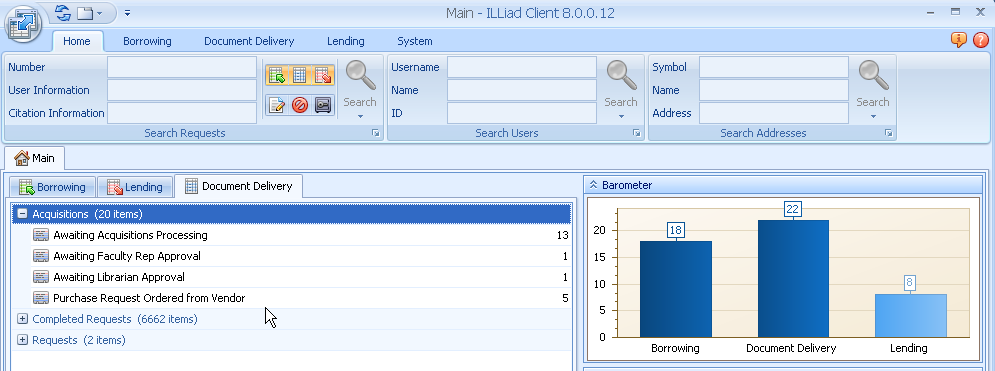 Main - ILLiad Client 8.0.0.12
Home Borrowing Document Delivery Lending System
Number
User Information
Citation Information
Search
Search Requests
Username
Name
ID
Search
Search Users
Symbol
Name
Address
Search
Search Addresses
Main
Borrowing Lending Document Delivery
Acquisitions (20 items)
Awaiting Acquisitions Processing 13
Awaiting Faculty Rep Approval 1
Awaiting Librarian Approval 1
Purchase Request Ordered from Vendor 5
Completed Requests (6662 items)
Requests (2 items)
Barometer
20
15
10
5
0
18
22
8
Borrowing Document Delivery Lending